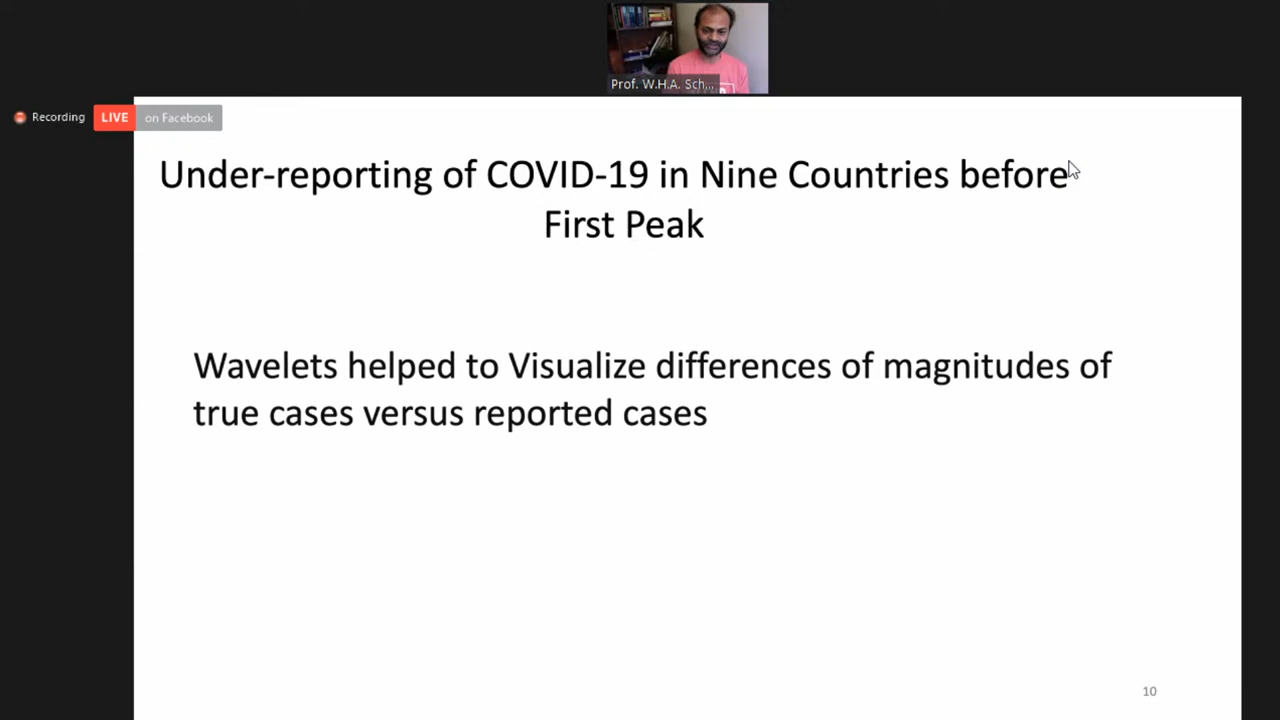 Prof. W.H.A. Sch...
Recording
LIVE on Facebook
Under-reporting of COVID-19 in Nine Countries before
First Peak
Wavelets helped to Visualize differences of magnitudes of
true cases versus reported cases
10